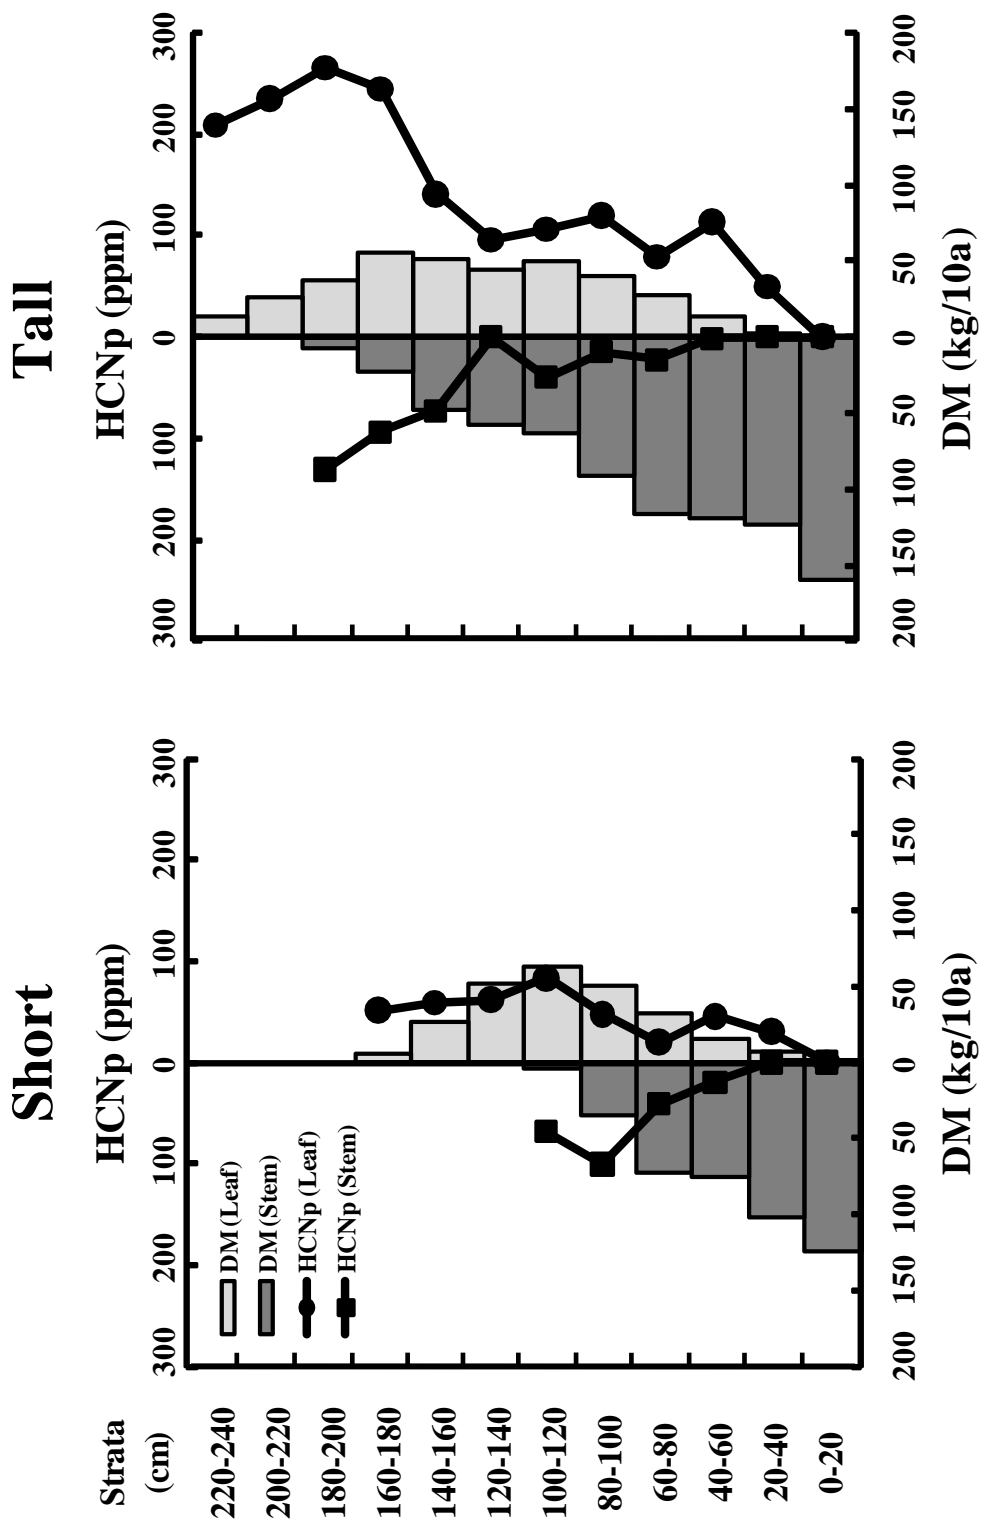 Short
Tall
Strata
(cm)
HCNp (ppm)
HCNp (ppm)
300 200 100 0 100 200 300
300 200 100 0 100 200 300
220-240
200-220
180-200
160-180
140-160
120-140
100-120
80-100
60-80
40-60
20-40
0-20
DM (Leaf)
DM (Stem)
HCNp (Leaf)
HCNp (Stem)
200 150 100 50 0 50 100 150 200
200 150 100 50 0 50 100 150 200
DM (kg/10a)
DM (kg/10a)